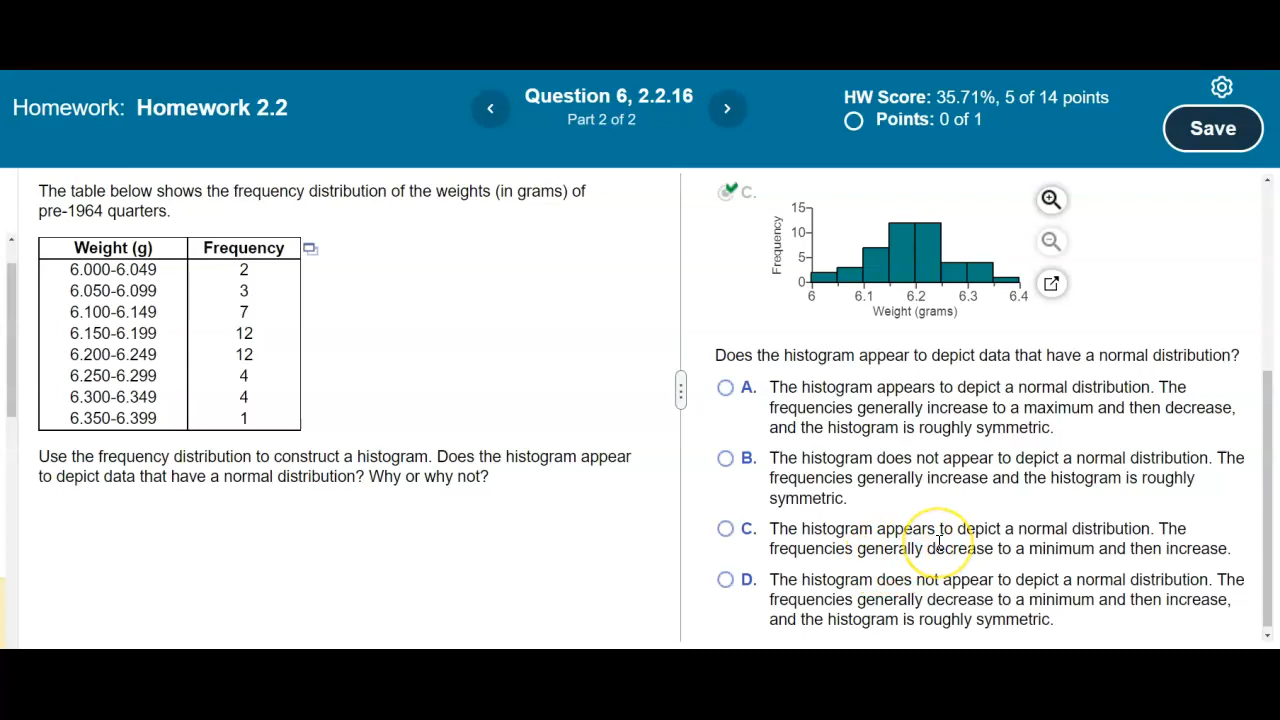 Homework: Homework 2.2
Question 6, 2.2.16
Part 2 of 2
HW Score: 35.71%, 5 of 14 points
Points: 0 of 1
Save
The table below shows the frequency distribution of the weights (in grams) of
pre-1964 quarters.
Weight (g) Frequency
6.000-6.049 2
6.050-6.099 3
6.100-6.149 7
6.150-6.199 12
6.200-6.249 12
6.250-6.299 4
6.300-6.349 4
6.350-6.399 1
Use the frequency distribution to construct a histogram. Does the histogram appear
to depict data that have a normal distribution? Why or why not?
C.
15
10
5
0
Frequency
6 6.1 6.2 6.3 6.4
Weight (grams)
Does the histogram appear to depict data that have a normal distribution?
A. The histogram appears to depict a normal distribution. The
frequencies generally increase to a maximum and then decrease,
and the histogram is roughly symmetric.
B. The histogram does not appear to depict a normal distribution. The
frequencies generally increase and the histogram is roughly
symmetric.
C. The histogram appears to depict a normal distribution. The
frequencies generally decrease to a minimum and then increase.
D. The histogram does not appear to depict a normal distribution. The
frequencies generally decrease to a minimum and then increase,
and the histogram is roughly symmetric.